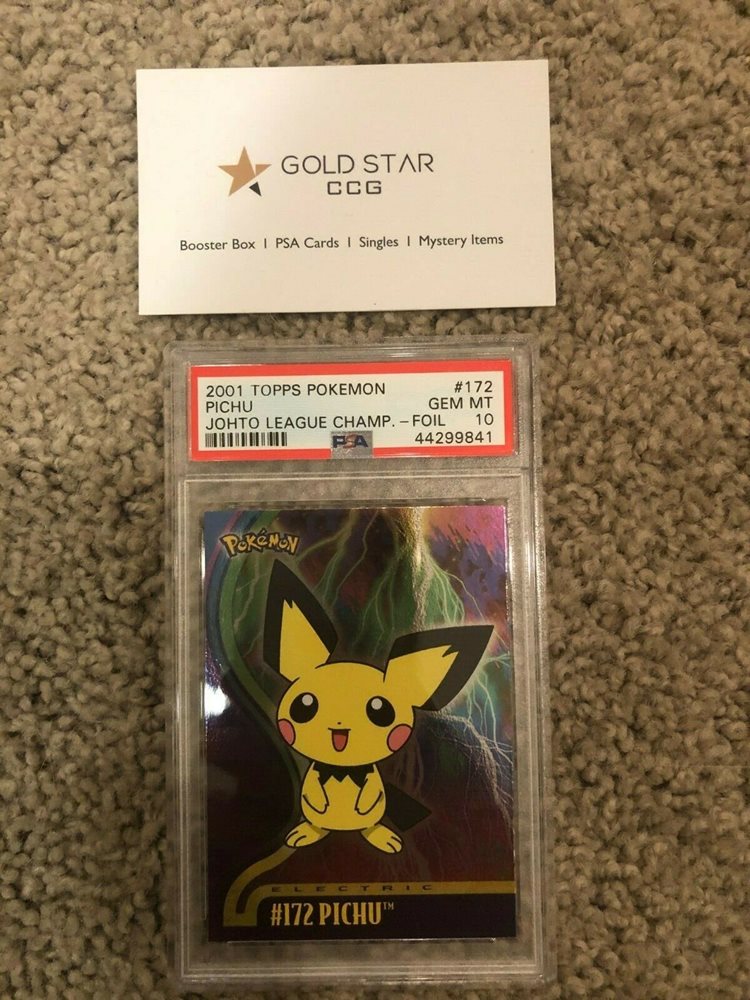 GOLD STAR
CCG
Booster Box I PSA Cards I Singles I Mystery Items
2001 TOPPS POKEMON #172
PICHU GEM MT
JOHTO LEAGUE CHAMP. - FOIL 10
PSA 44299841
POKéMON
ELECTRIC
#172 PICHU™